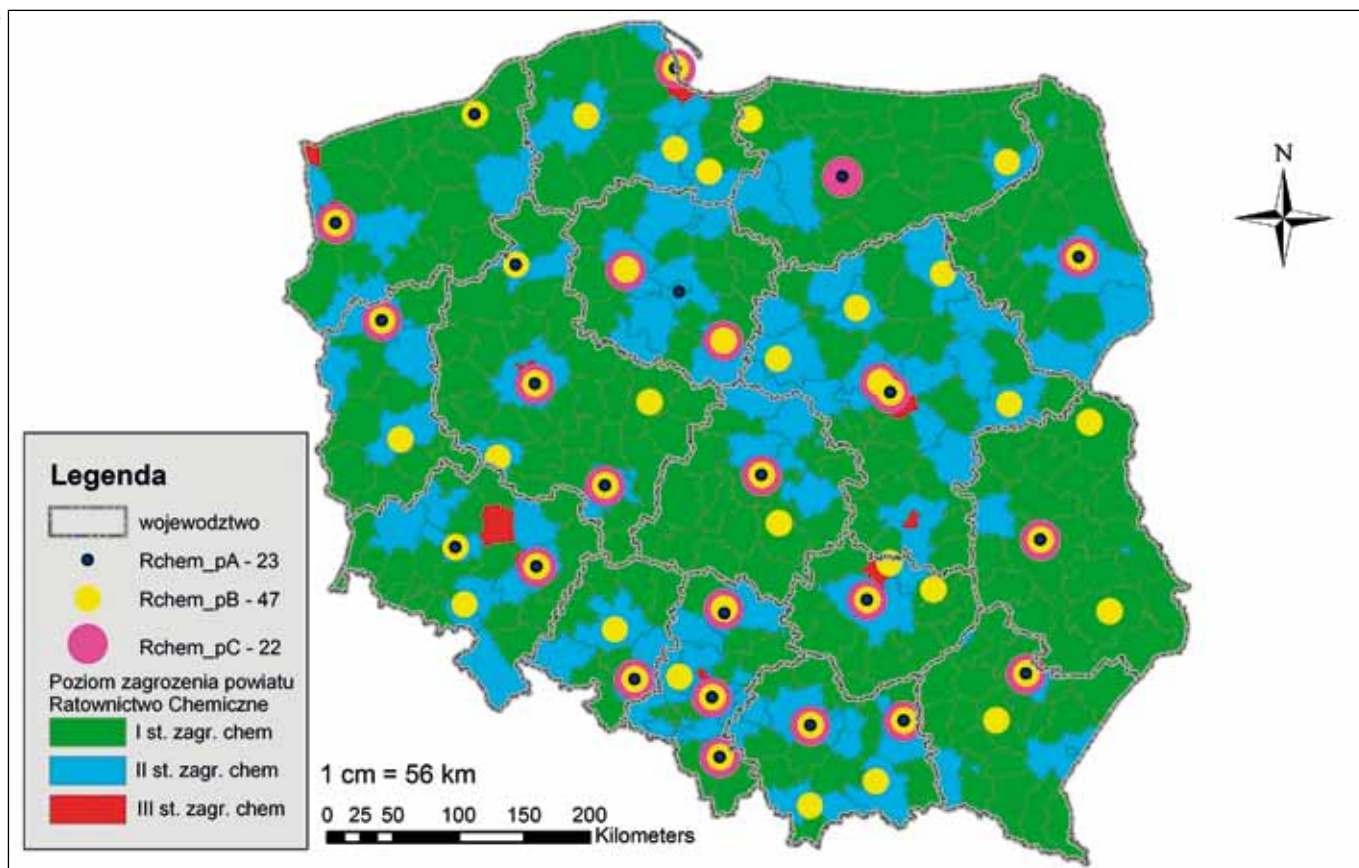 N
Legenda
wojewodztwo
Rchem_pA - 23
Rchem_pB - 47
Rchem_pC - 22
Poziom zagrozenia powiatu
Ratownictwo Chemiczne
I st. zagr. chem
II st. zagr. chem
III st. zagr. chem
1 cm = 56 km
0 25 50 100 150 200
Kilometers